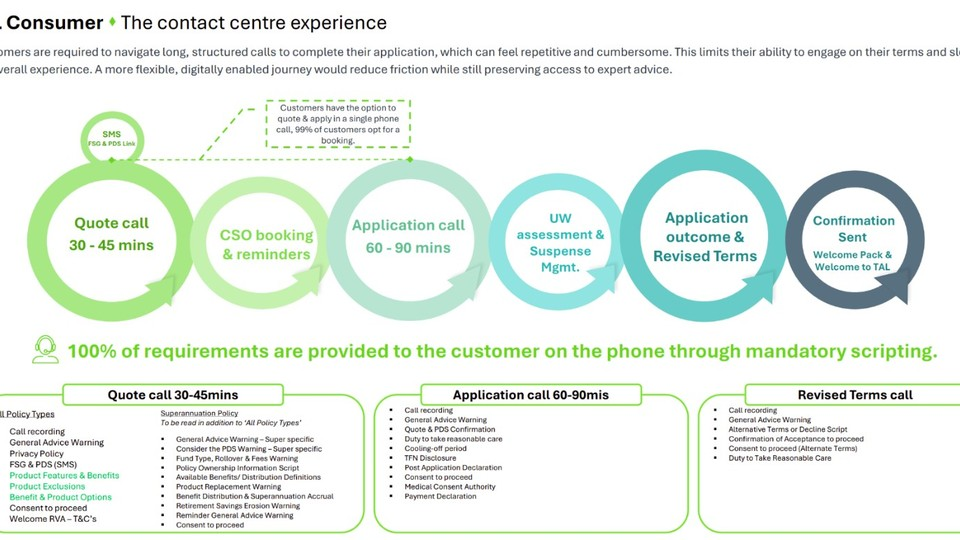 Consumer ♦ The contact centre experience
omers are required to navigate long, structured calls to complete their application, which can feel repetitive and cumbersome. This limits their ability to engage on their terms and sl
verall experience. A more flexible, digitally enabled journey would reduce friction while still preserving access to expert advice.
Customers have the option to
quote & apply in a single phone
call, 99% of customers opt for a
booking.
SMS
FSG & PDS Link
Quote call
30 - 45 mins
CSO booking
& reminders
Application call
60 - 90 mins
UW
assessment &
Suspense
Mgmt.
Application
outcome &
Revised Terms
Confirmation
Sent
Welcome Pack &
Welcome to TAL
100% of requirements are provided to the customer on the phone through mandatory scripting.
Quote call 30-45mins
ll Policy Types
Call recording
General Advice Warning
Privacy Policy
FSG & PDS (SMS)
Product Features & Benefits
Product Exclusions
Benefit & Product Options
Consent to proceed
Welcome RVA – T&C's
Superannuation Policy
To be read in addition to 'All Policy Types'
▪ General Advice Warning – Super specific
▪ Consider the PDS Warning – Super specific
▪ Fund Type, Rollover & Fees Warning
▪ Policy Ownership Information Script
▪ Available Benefits/ Distribution Definitions
▪ Product Replacement Warning
▪ Benefit Distribution & Superannuation Accrual
▪ Retirement Savings Erosion Warning
▪ Reminder General Advice Warning
▪ Consent to proceed
Application call 60-90mis
▪ Call recording
▪ General Advice Warning
▪ Quote & PDS Confirmation
▪ Duty to take reasonable care
▪ Cooling-off period
▪ TFN Disclosure
▪ Post Application Declaration
▪ Consent to proceed
▪ Medical Consent Authority
▪ Payment Declaration
Revised Terms call
▪ Call recording
▪ General Advice Warning
▪ Alternative Terms or Decline Script
▪ Confirmation of Acceptance to proceed
▪ Consent to proceed (Alternate Terms)
▪ Duty to Take Reasonable Care